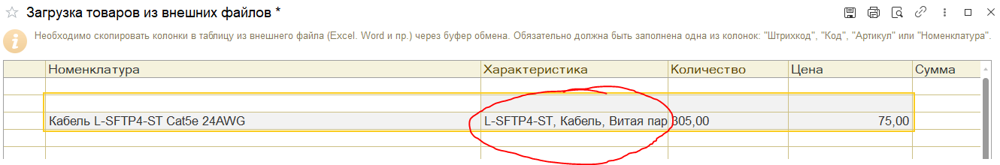 Загрузка товаров из внешних файлов *
Необходимо скопировать колонки в таблицу из внешнего файла (Excel. Word и пр.) через буфер обмена. Обязательно должна быть заполнена одна из колонок: "Штрихкод", "Код", "Артикул" или "Номенклатура".
Номенклатура Характеристика Количество Цена Сумма
Кабель L-SFTP4-ST Cat5e 24AWG L-SFTP4-ST, Кабель, Витая пар 305,00 75,00